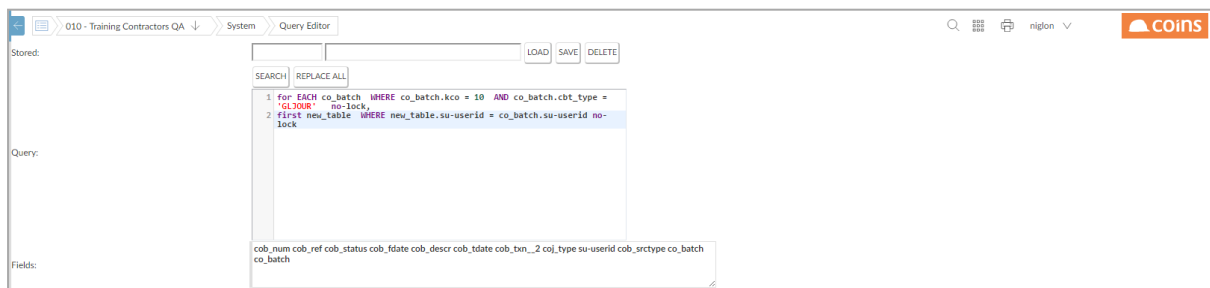 010 - Training Contractors QA System Query Editor niglon coins
Stored: LOAD SAVE DELETE
SEARCH REPLACE ALL
1 for EACH co_batch WHERE co_batch.kco = 10 AND co_batch.cbt_type =
'GLJOUR' no-lock,
2 first new_table WHERE new_table.su-userid = co_batch.su-userid no-
lock
Query:
cob_num cob_ref cob_status cob_fdate cob_descr cob_tdate cob_txn__2 coj_type su-userid cob_srctype co_batch
co_batch
Fields: